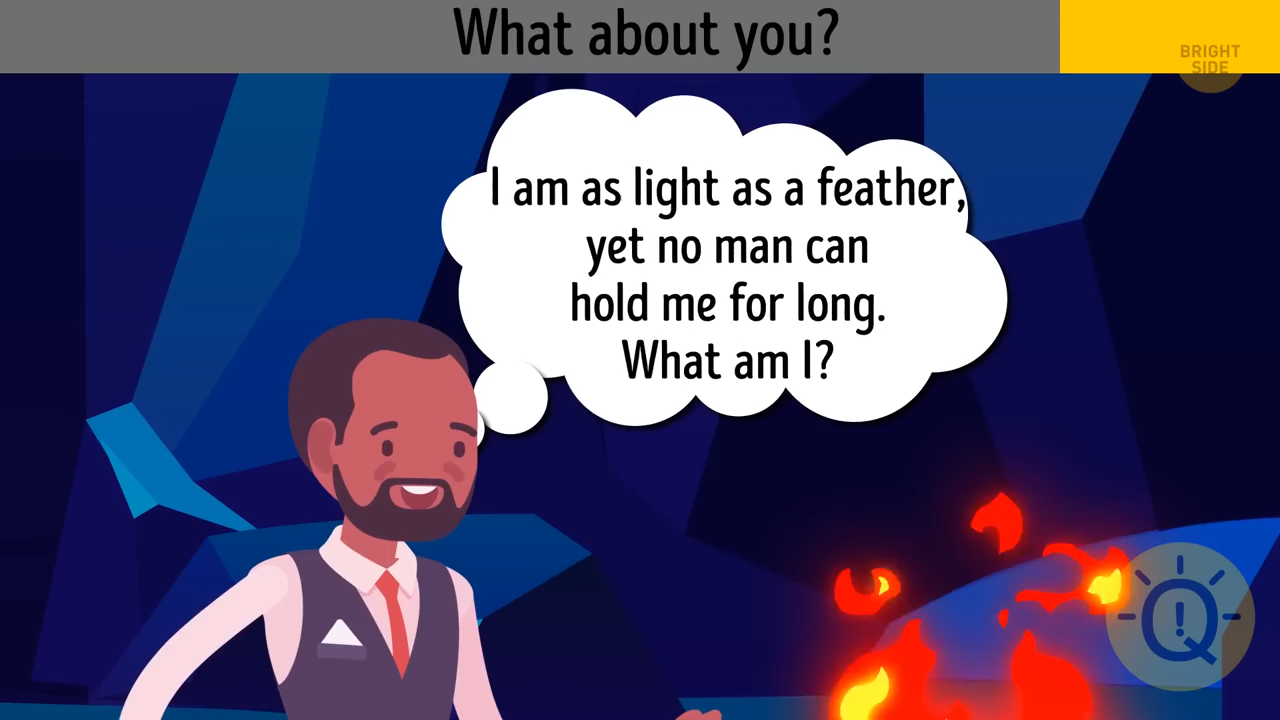 What about you?
BRIGHT
SIDE
I am as light as a feather,
yet no man can
hold me for long.
What am I?
Q!